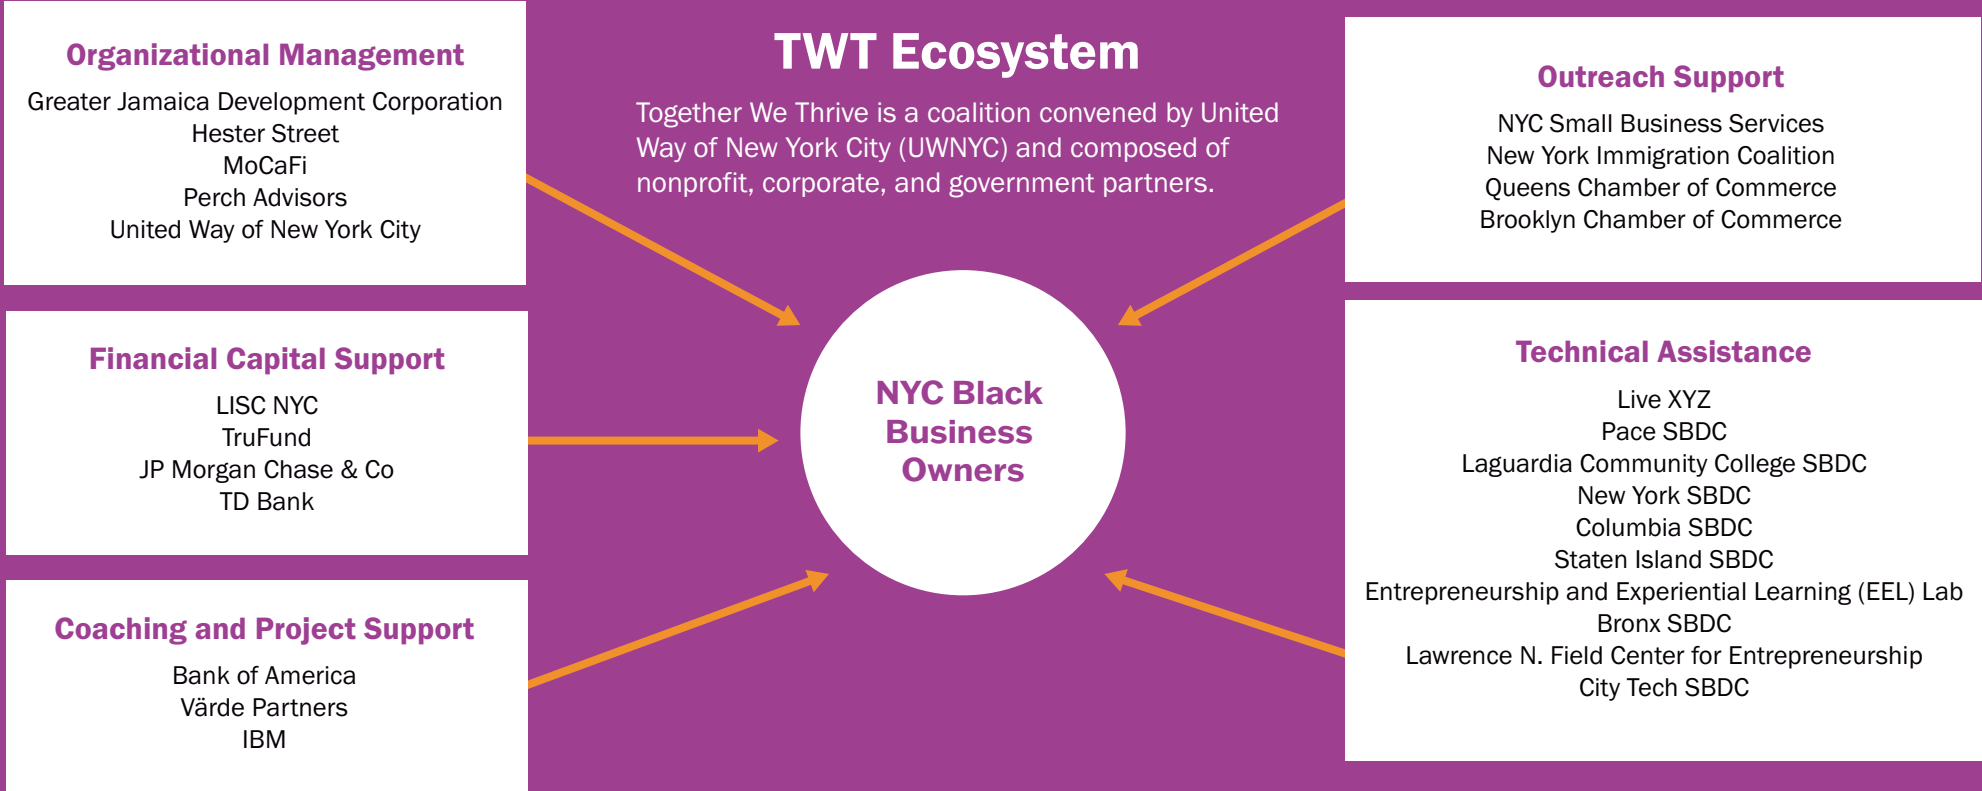 TWT Ecosystem
Together We Thrive is a coalition convened by United
Way of New York City (UWNYC) and composed of
nonprofit, corporate, and government partners.
Organizational Management
Greater Jamaica Development Corporation
Hester Street
MoCaFi
Perch Advisors
United Way of New York City
Financial Capital Support
LISC NYC
TruFund
JP Morgan Chase & Co
TD Bank
Coaching and Project Support
Bank of America
Värde Partners
IBM
NYC Black
Business
Owners
Outreach Support
NYC Small Business Services
New York Immigration Coalition
Queens Chamber of Commerce
Brooklyn Chamber of Commerce
Technical Assistance
Live XYZ
Pace SBDC
Laguardia Community College SBDC
New York SBDC
Columbia SBDC
Staten Island SBDC
Entrepreneurship and Experiential Learning (EEL) Lab
Bronx SBDC
Lawrence N. Field Center for Entrepreneurship
City Tech SBDC